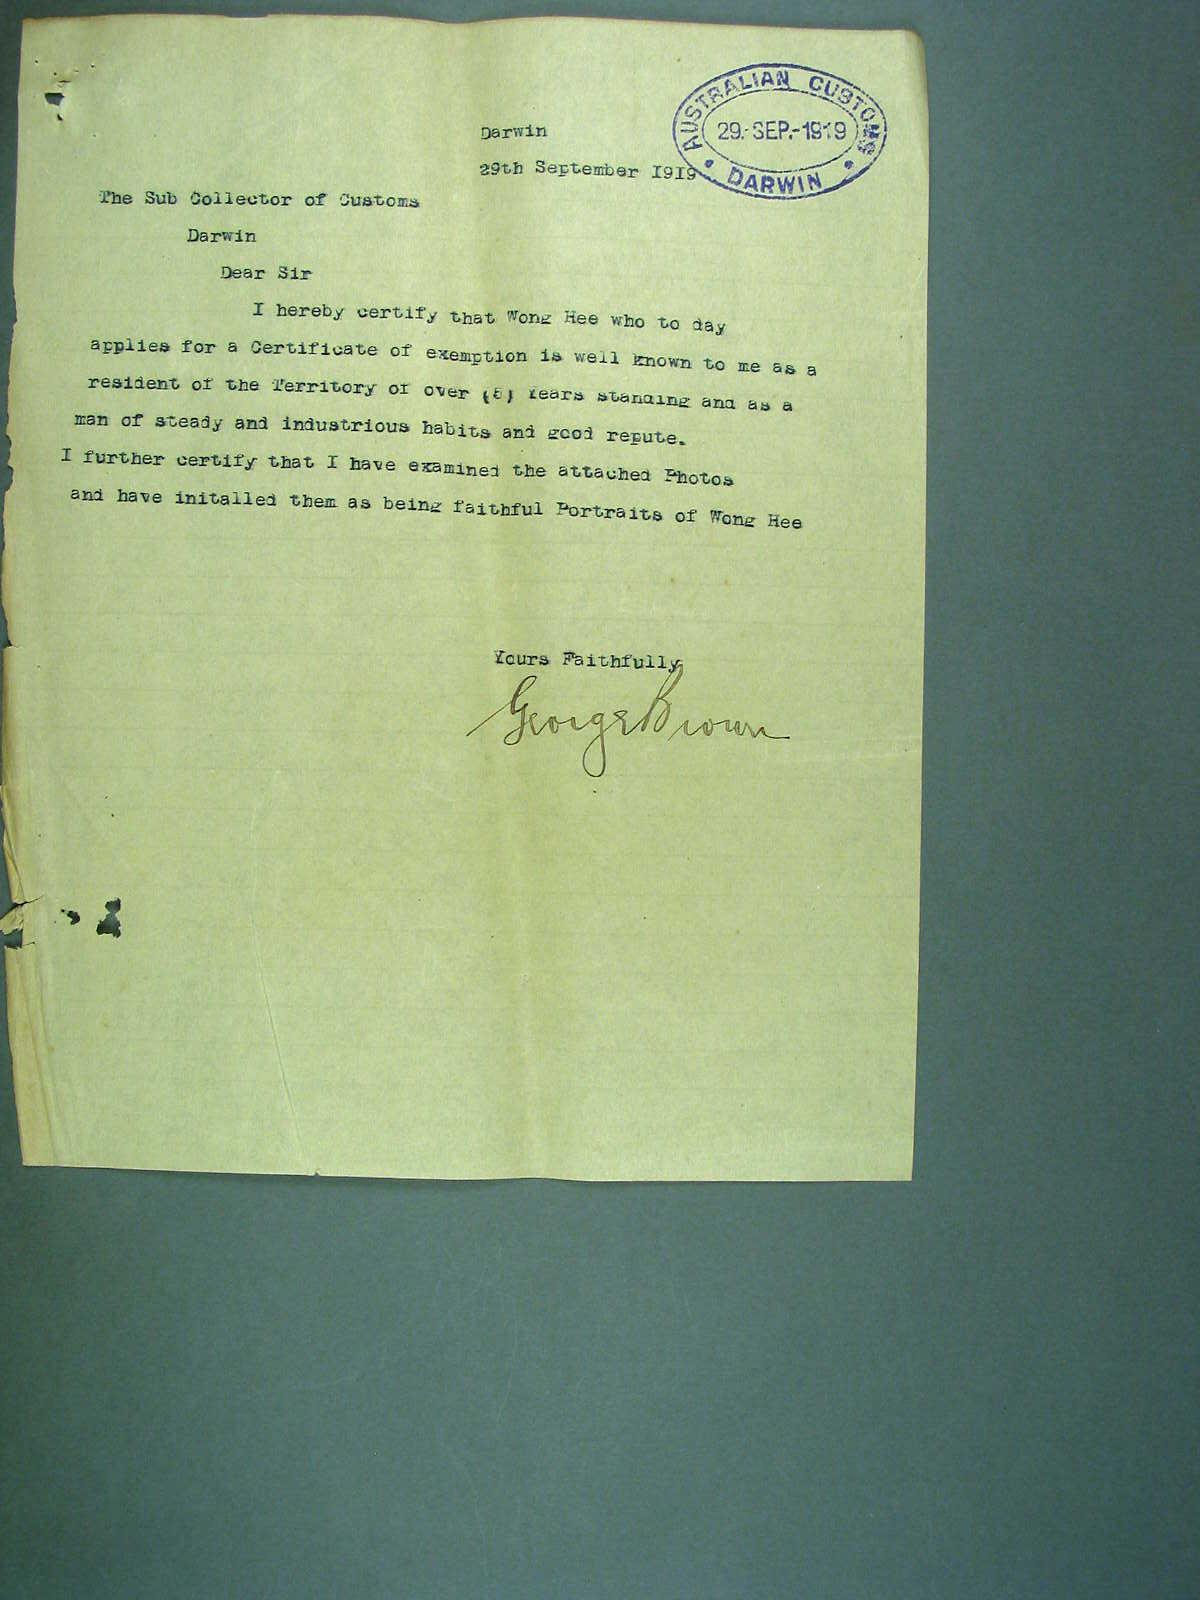 AUSTRALIAN CUSTOMS
29.-SEP.-1919
DARWIN
Darwin
29th September 1919
The Sub Collector of Customs
Darwin
Dear Sir
I hereby certify that Wong Hee who to day
applies for a Certificate of exemption is well known to me as a
resident of the Territory of over Years standing and as a
man of steady and industrious habits and good repute.
I further certify that I have examined the attached Photos
and have initalled them as being faithful Portraits of Wong Hee
Yours Faithfully
George Brown